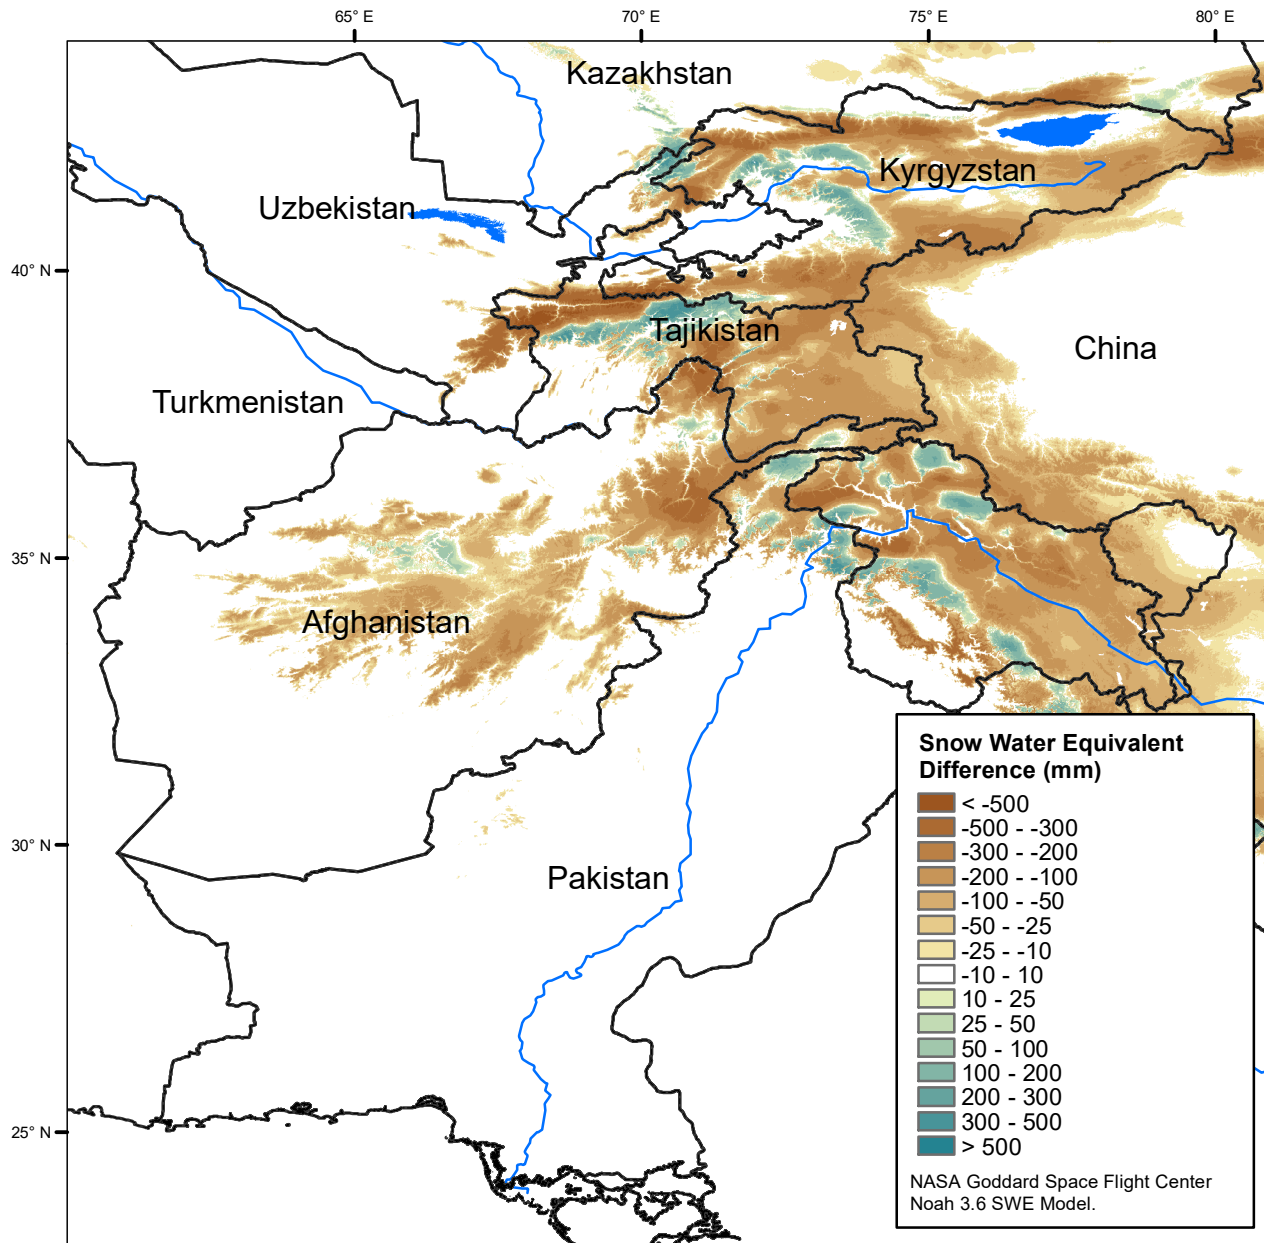 65° E
70° E
75° E
80° E
Kazakhstan
Kyrgyzstan
Uzbekistan
40° N
Tajikistan
China
Turkmenistan
35° N
Afghanistan
Snow Water Equivalent
Difference (mm)
< -500
-500 - -300
30° N
-300 - -200
Pakistan
-200 - -100
-100 - -50
-50 - -25
-25 - -10
-10 - 10
10 - 25
25 - 50
50 - 100
100 - 200
200 - 300
300 - 500
25° N
> 500
NASA Goddard Space Flight Center
Noah 3.6 SWE Model.